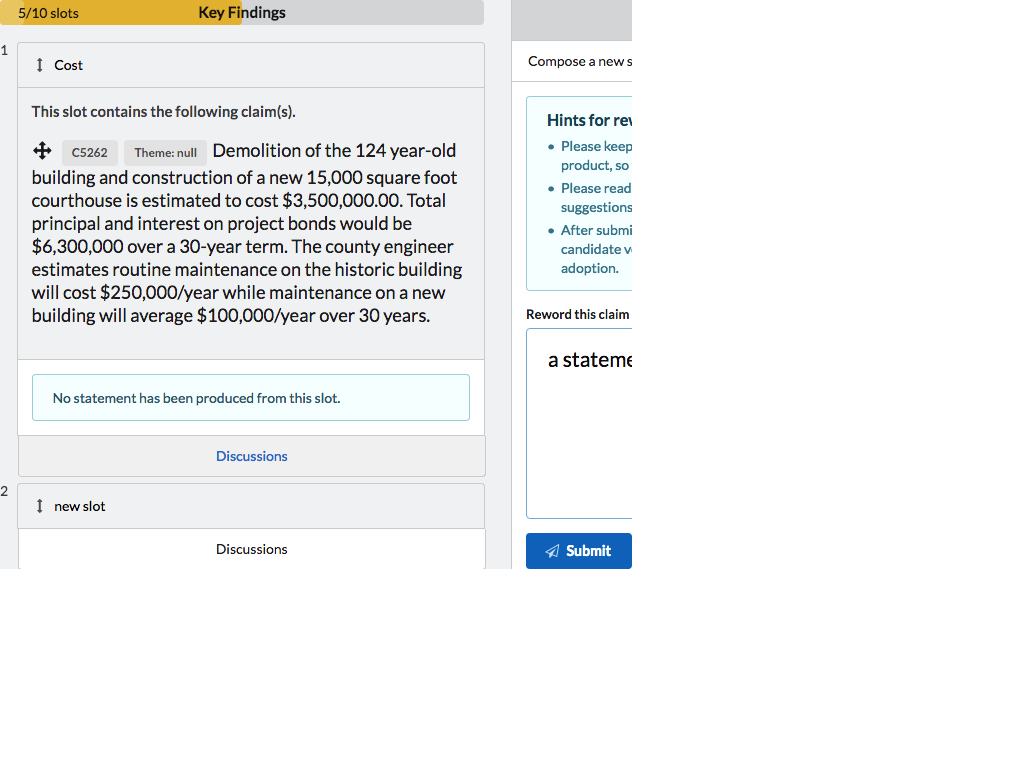 5/10 slots
Key Findings
1
Cost
This slot contains the following claim(s).
C5262 Theme: null Demolition of the 124 year-old
building and construction of a new 15,000 square foot
courthouse is estimated to cost $3,500,000.00. Total
principal and interest on project bonds would be
$6,300,000 over a 30-year term. The county engineer
estimates routine maintenance on the historic building
will cost $250,000/year while maintenance on a new
building will average $100,000/year over 30 years.
No statement has been produced from this slot.
Discussions
2
new slot
Discussions
Compose a new s
Hints for rev
• Please keep
product, so
• Please read
suggestions
• After submi
candidate v
adoption.
Reword this claim
a stateme
Submit